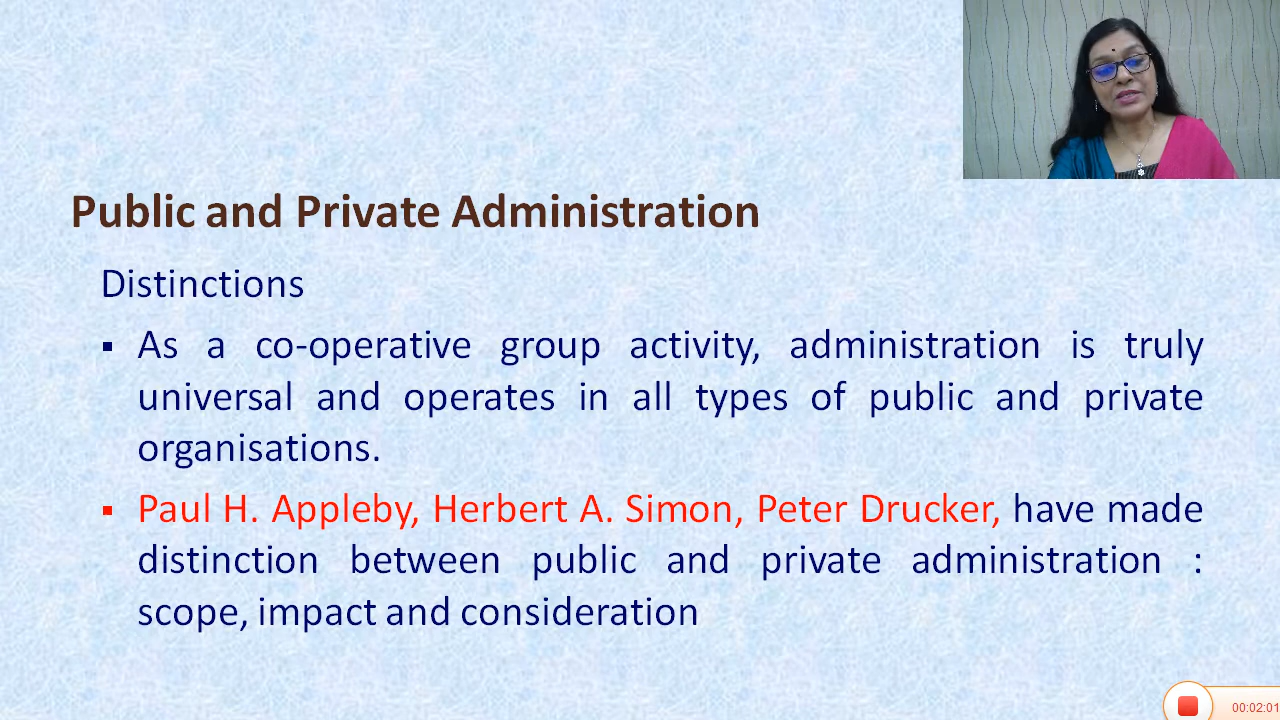 Public and Private Administration
Distinctions
▪ As a co-operative group activity, administration is truly
universal and operates in all types of public and private
organisations.
▪ Paul H. Appleby, Herbert A. Simon, Peter Drucker, have made
distinction between public and private administration :
scope, impact and consideration
00:02:01